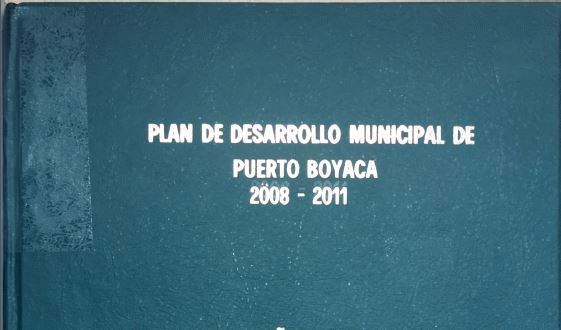 PLAN DE DESARROLLO MUNICIPAL DE
PUERTO BOYACA
2008 - 2011